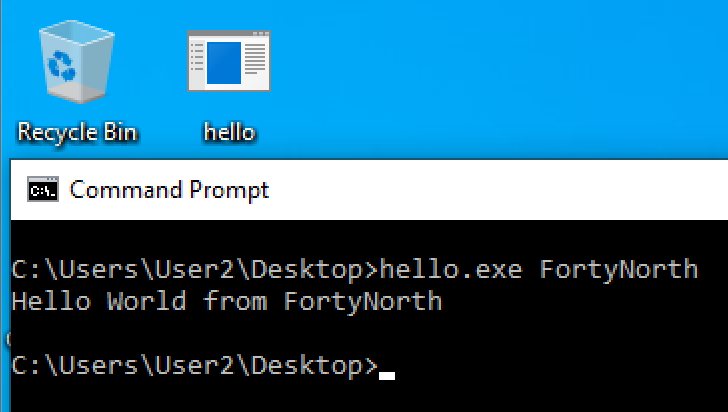 Recycle Bin
hello
Command Prompt
C:\Users\User2\Desktop>hello.exe FortyNorth
Hello World from FortyNorth
C:\Users\User2\Desktop>